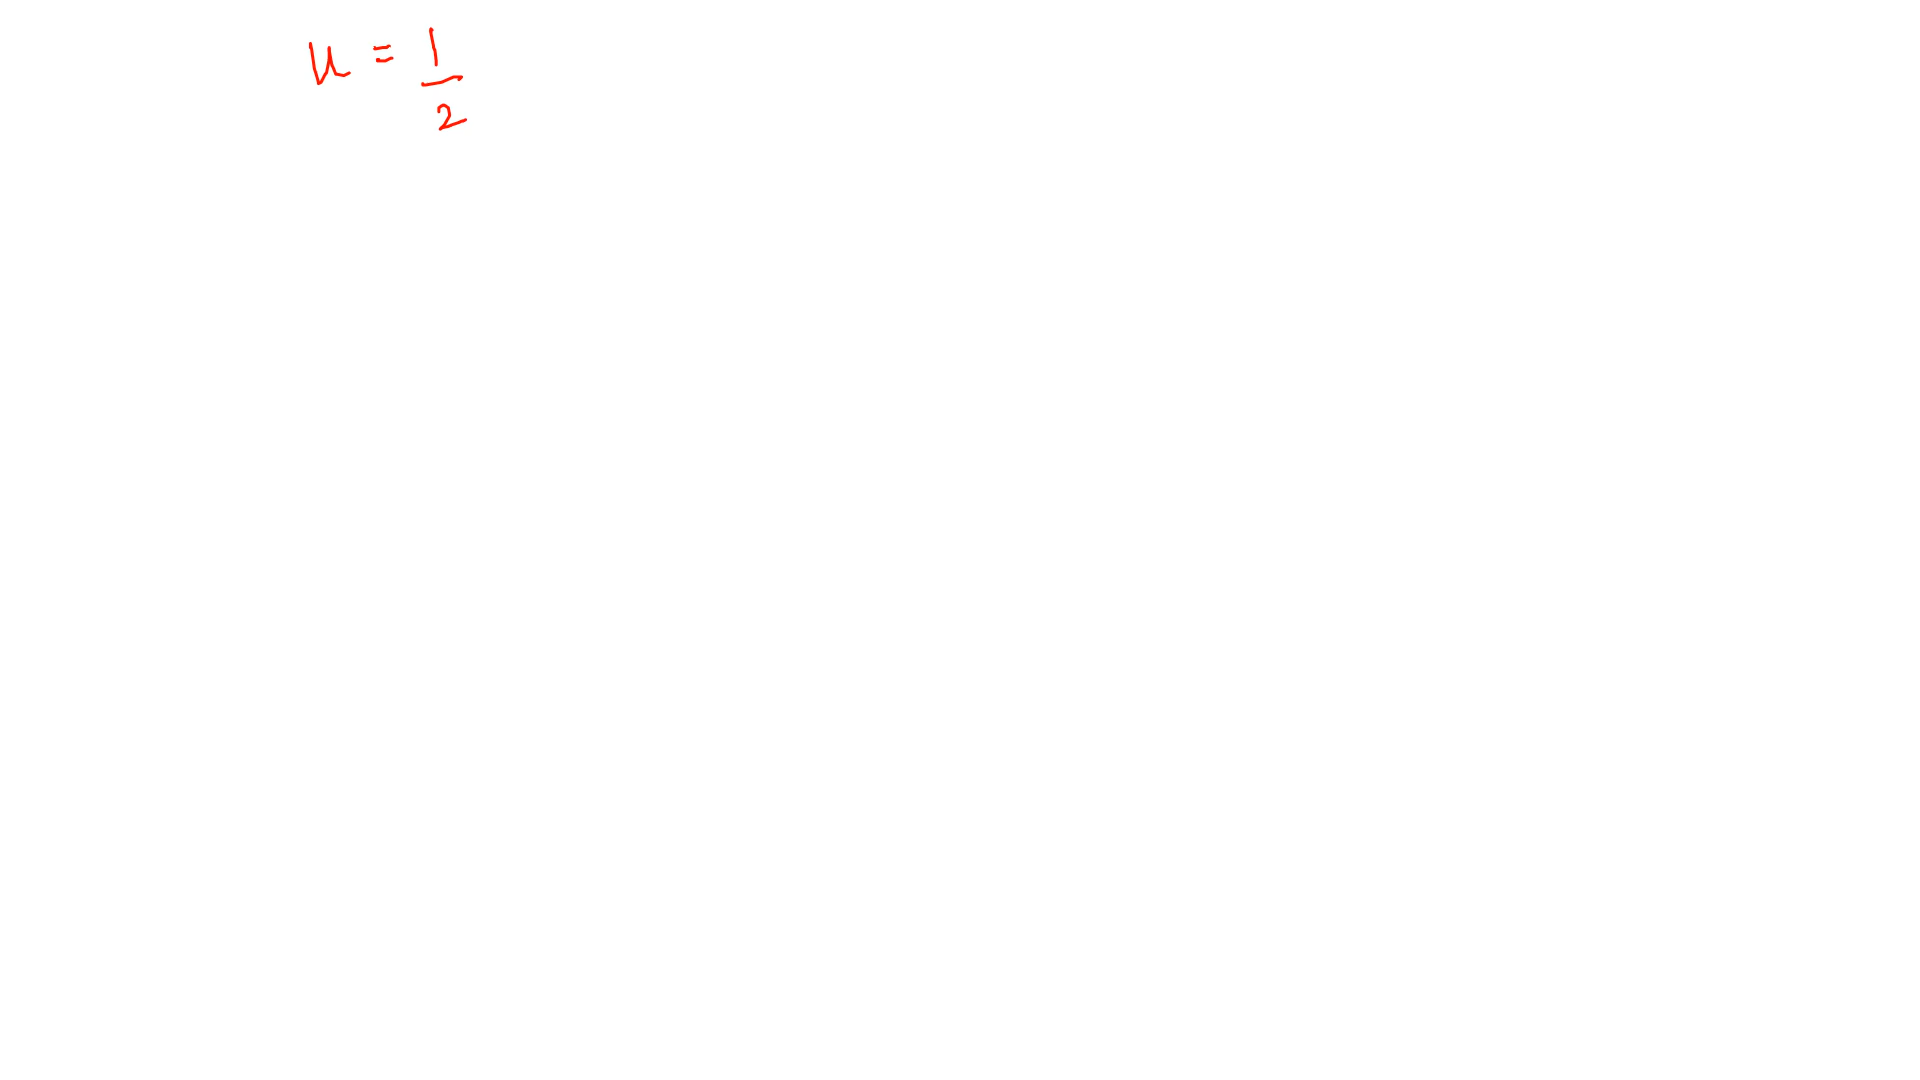 u = 1/2